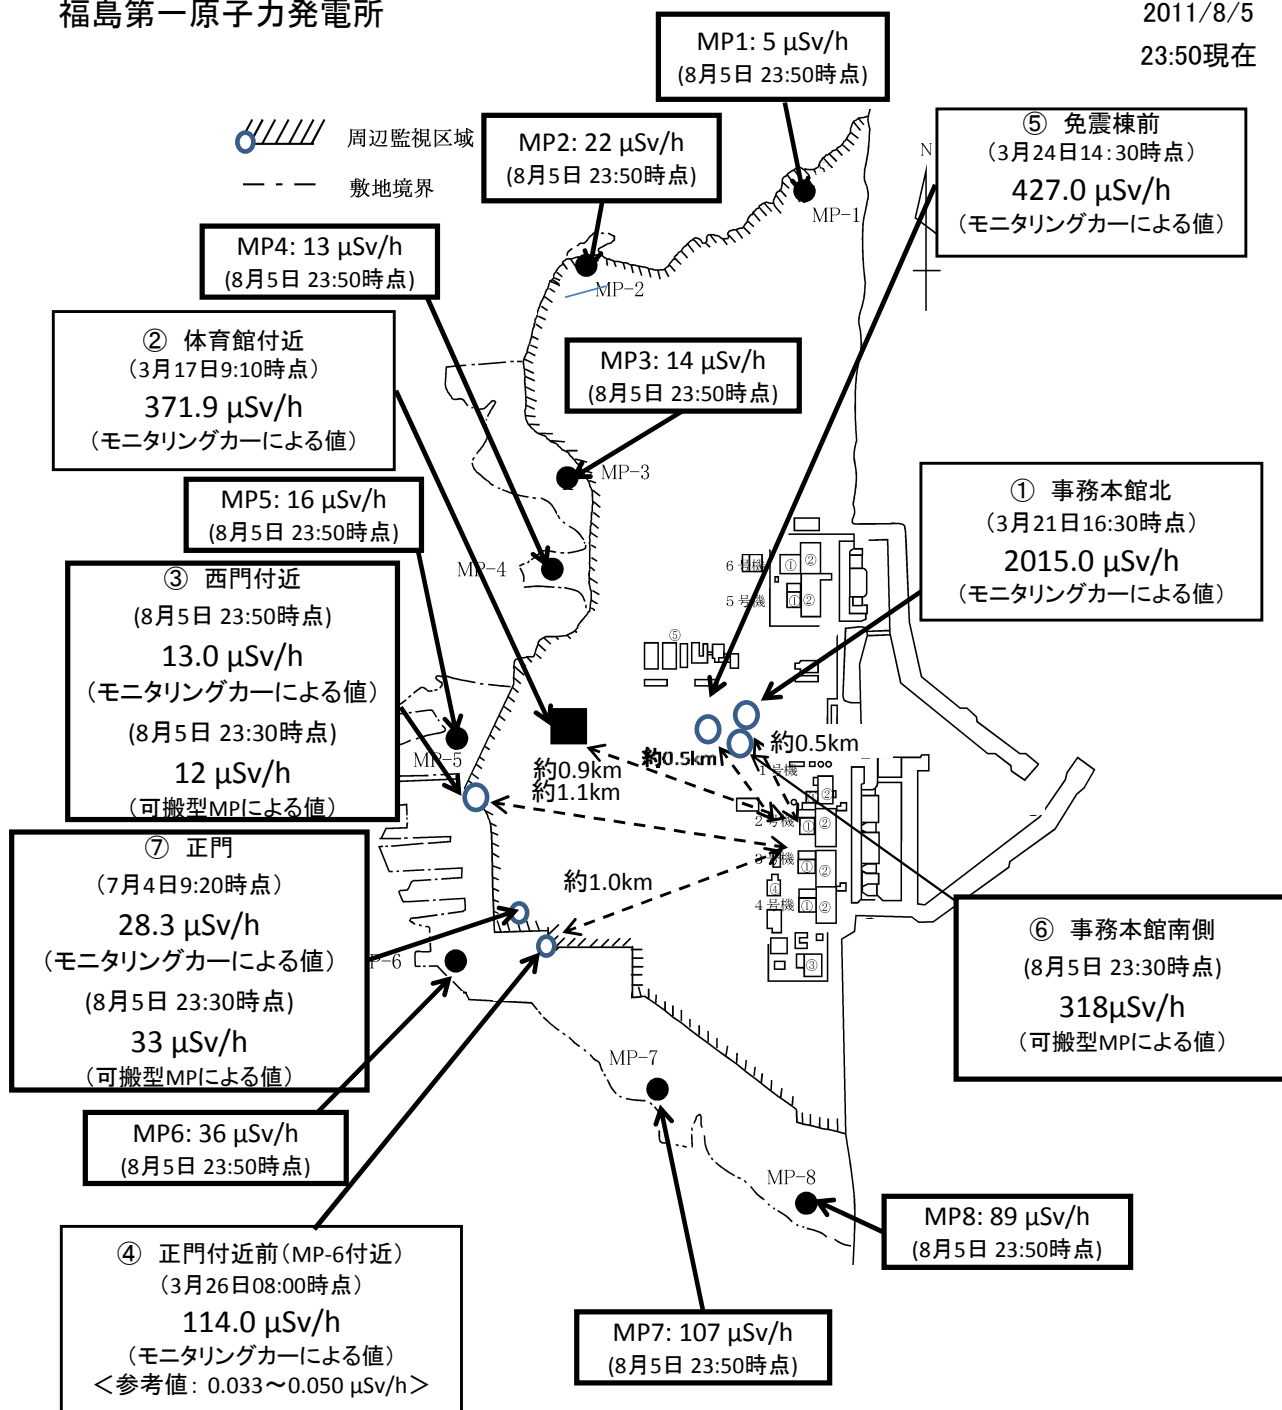 福島第一原子力発電所
2011/8/5
23:50現在
MP1: 5 μSv/h
(8月5日 23:50時点)
周辺監視区域
敷地境界
MP2: 22 μSv/h
(8月5日 23:50時点)
⑤ 免震棟前
(3月24日14:30時点)
427.0 μSv/h
(モニタリングカーによる値)
N
MP-1
MP4: 13 μSv/h
(8月5日 23:50時点)
MP-2
② 体育館付近
(3月17日9:10時点)
371.9 μSv/h
(モニタリングカーによる値)
MP3: 14 μSv/h
(8月5日 23:50時点)
MP-3
MP5: 16 μSv/h
(8月5日 23:50時点)
① 事務本館北
(3月21日16:30時点)
2015.0 μSv/h
(モニタリングカーによる値)
MP-4
③ 西門付近
(8月5日 23:50時点)
13.0 μSv/h
(モニタリングカーによる値)
(8月5日 23:30時点)
12 μSv/h
(可搬型MPによる値)
6号機
① ②
5号機
① ②
⑤
MP-5
約0.9km
約1.1km
約0.5km
約0.5km
1号機
②
2号機
① ②
3号機
① ②
④
4号機
① ②
③
約1.0km
⑦ 正門
(7月4日9:20時点)
28.3 μSv/h
(モニタリングカーによる値)
(8月5日 23:30時点)
33 μSv/h
(可搬型MPによる値)
P-6
⑥ 事務本館南側
(8月5日 23:30時点)
318μSv/h
(可搬型MPによる値)
MP-7
MP6: 36 μSv/h
(8月5日 23:50時点)
MP-8
MP8: 89 μSv/h
(8月5日 23:50時点)
④ 正門付近前(MP-6付近)
(3月26日08:00時点)
114.0 μSv/h
(モニタリングカーによる値)
<参考値: 0.033～0.050 μSv/h>
MP7: 107 μSv/h
(8月5日 23:50時点)